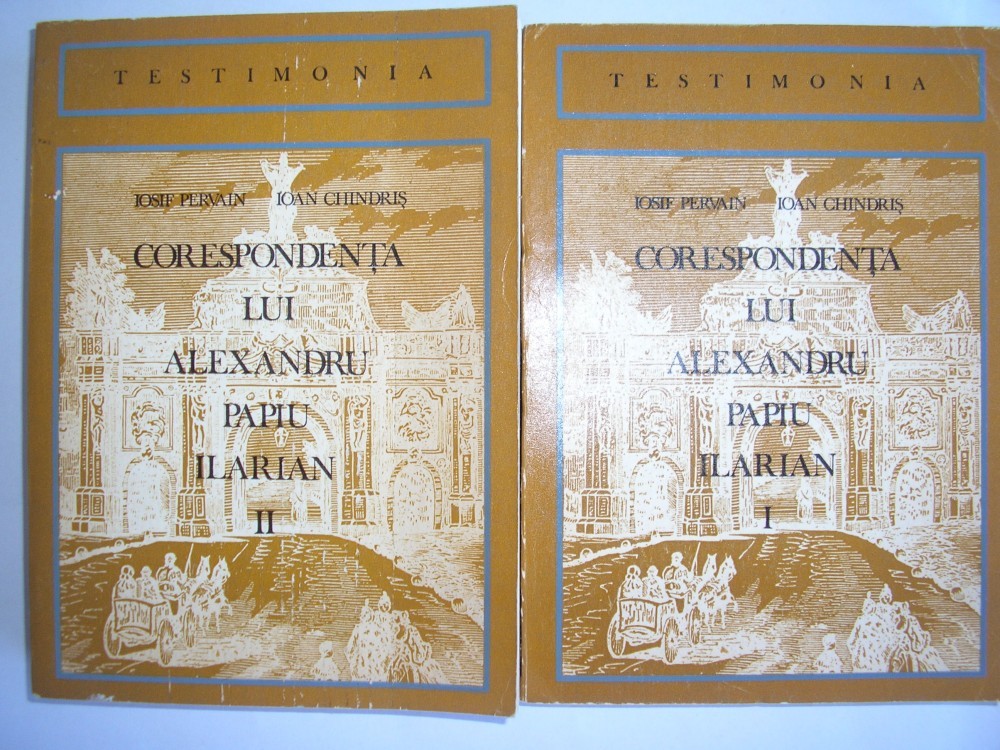 TESTIMONIA
IOSIF PERVAIN IOAN CHINDRIȘ
CORESPONDENȚA
LUI
ALEXANDRU
PAPIU
ILARIAN
II
TESTIMONIA
IOSIF PERVAIN IOAN CHINDRIȘ
CORESPONDENȚA
LUI
ALEXANDRU
PAPIU
ILARIAN
I